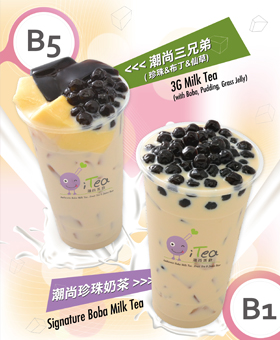 B5
<<< 潮尚三兄弟
(珍珠&布丁&仙草)
3G Milk Tea
(with Boba, Pudding, Grass Jelly)
iTea
iTea
潮尚珍珠奶茶 >>>
Signature Boba Milk Tea
B1